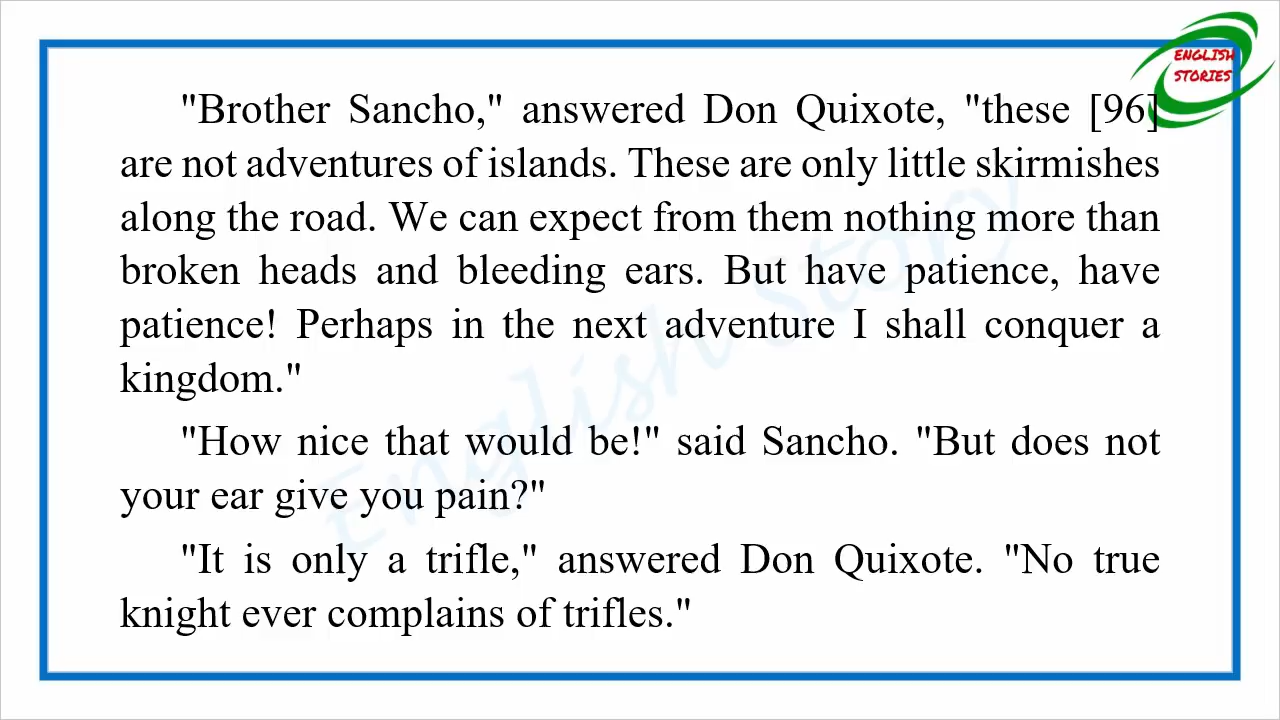 ENGLISH
STORIES
"Brother Sancho," answered Don Quixote, "these [96]
are not adventures of islands. These are only little skirmishes
along the road. We can expect from them nothing more than
broken heads and bleeding ears. But have patience, have
patience! Perhaps in the next adventure I shall conquer a
kingdom."
"How nice that would be!" said Sancho. "But does not
your ear give you pain?"
"It is only a trifle," answered Don Quixote. "No true
knight ever complains of trifles."
English Story